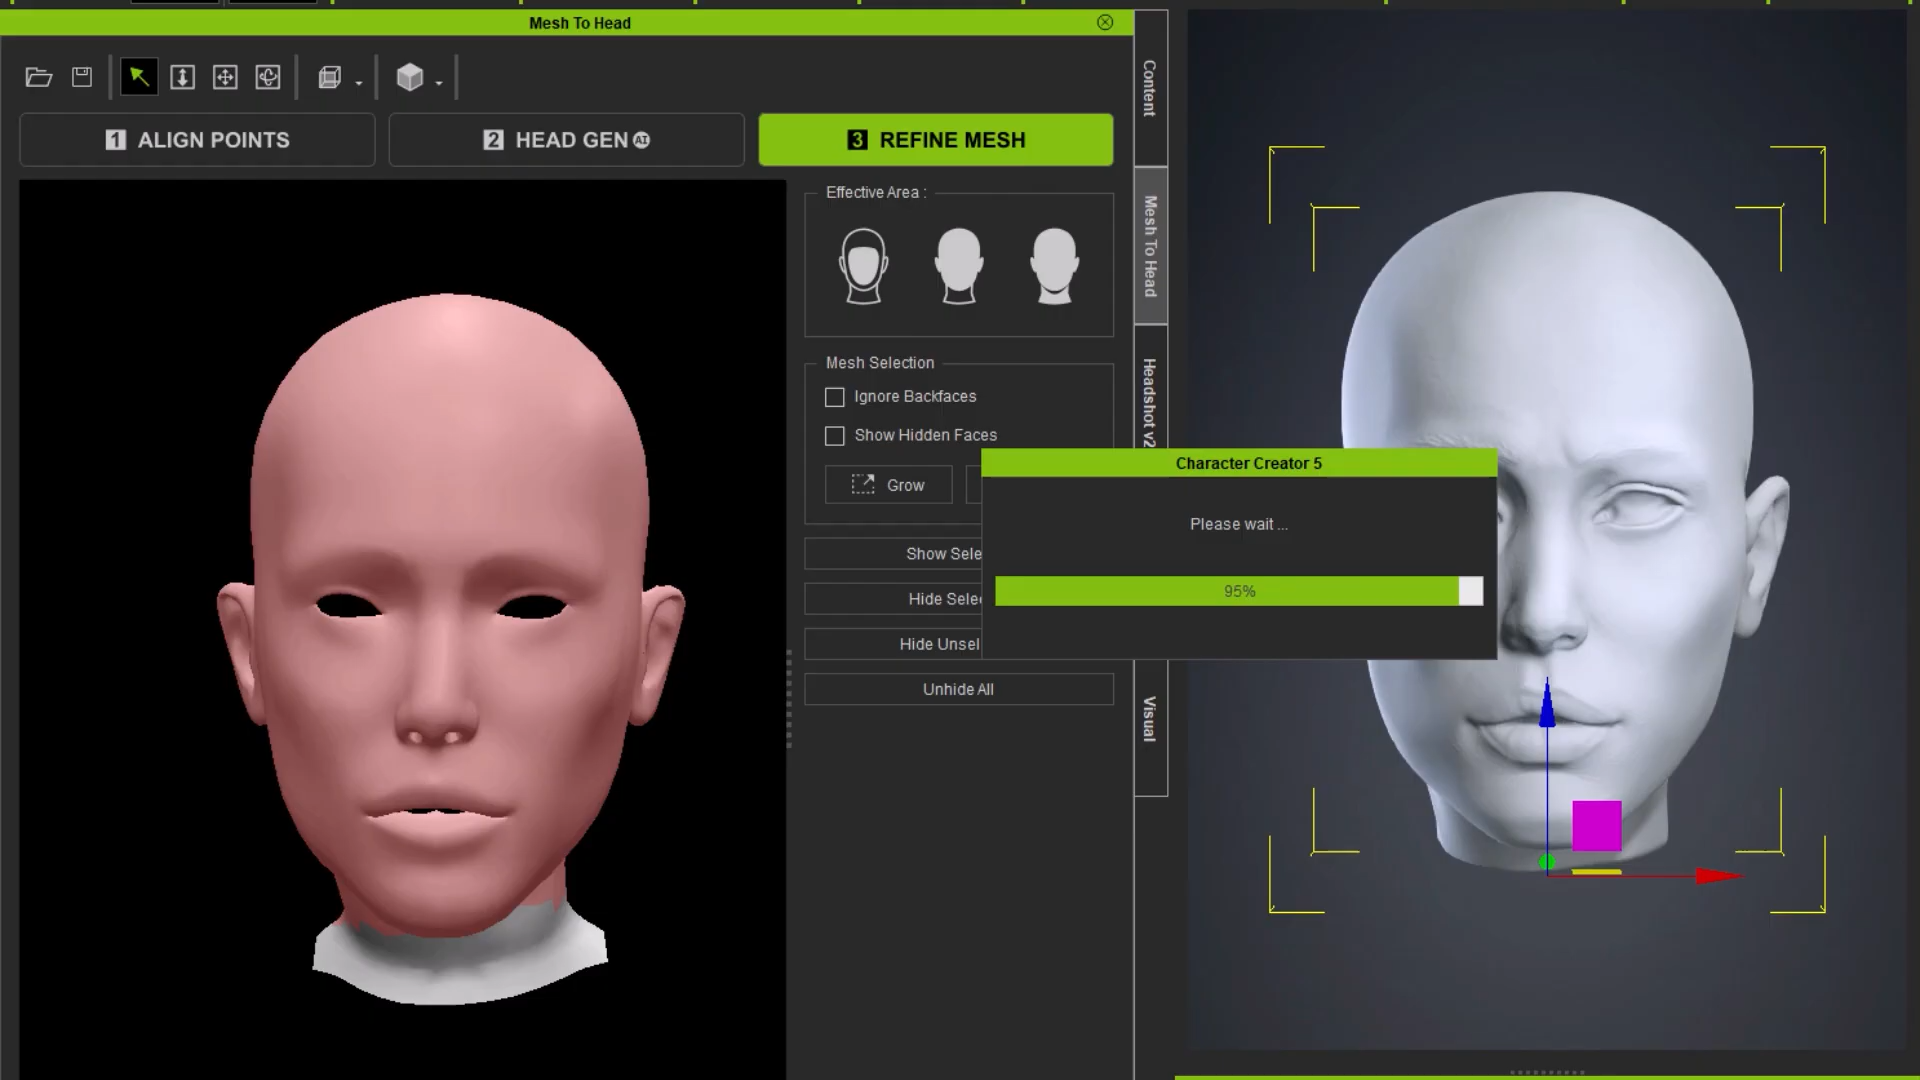 Mesh To Head
1 ALIGN POINTS
2 HEAD GEN AI
3 REFINE MESH
Effective Area :
Mesh Selection
Ignore Backfaces
Show Hidden Faces
Grow
Show Sele
Hide Selec
Hide Unsel
Unhide All
Content
Mesh To Head
Headshot v2
Visual
Character Creator 5
Please wait ...
95%